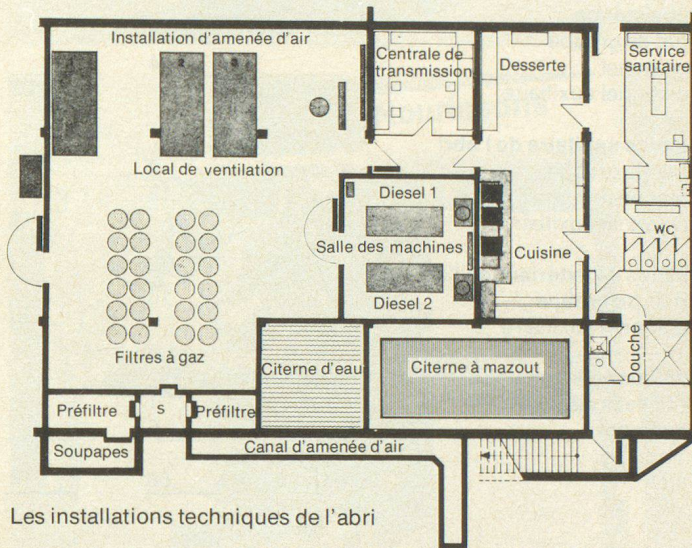 Installation d'amenée d'air
1 2 3
Local de ventilation
Centrale de
transmission
Desserte
Service
sanitaire
Diesel 1
Salle des machines
Diesel 2
Cuisine
WC
Filtres à gaz
Citerne d'eau
Citerne à mazout
Douche
Préfiltre
S
Préfiltre
Soupapes
Canal d'amenée d'air
Les installations techniques de l'abri